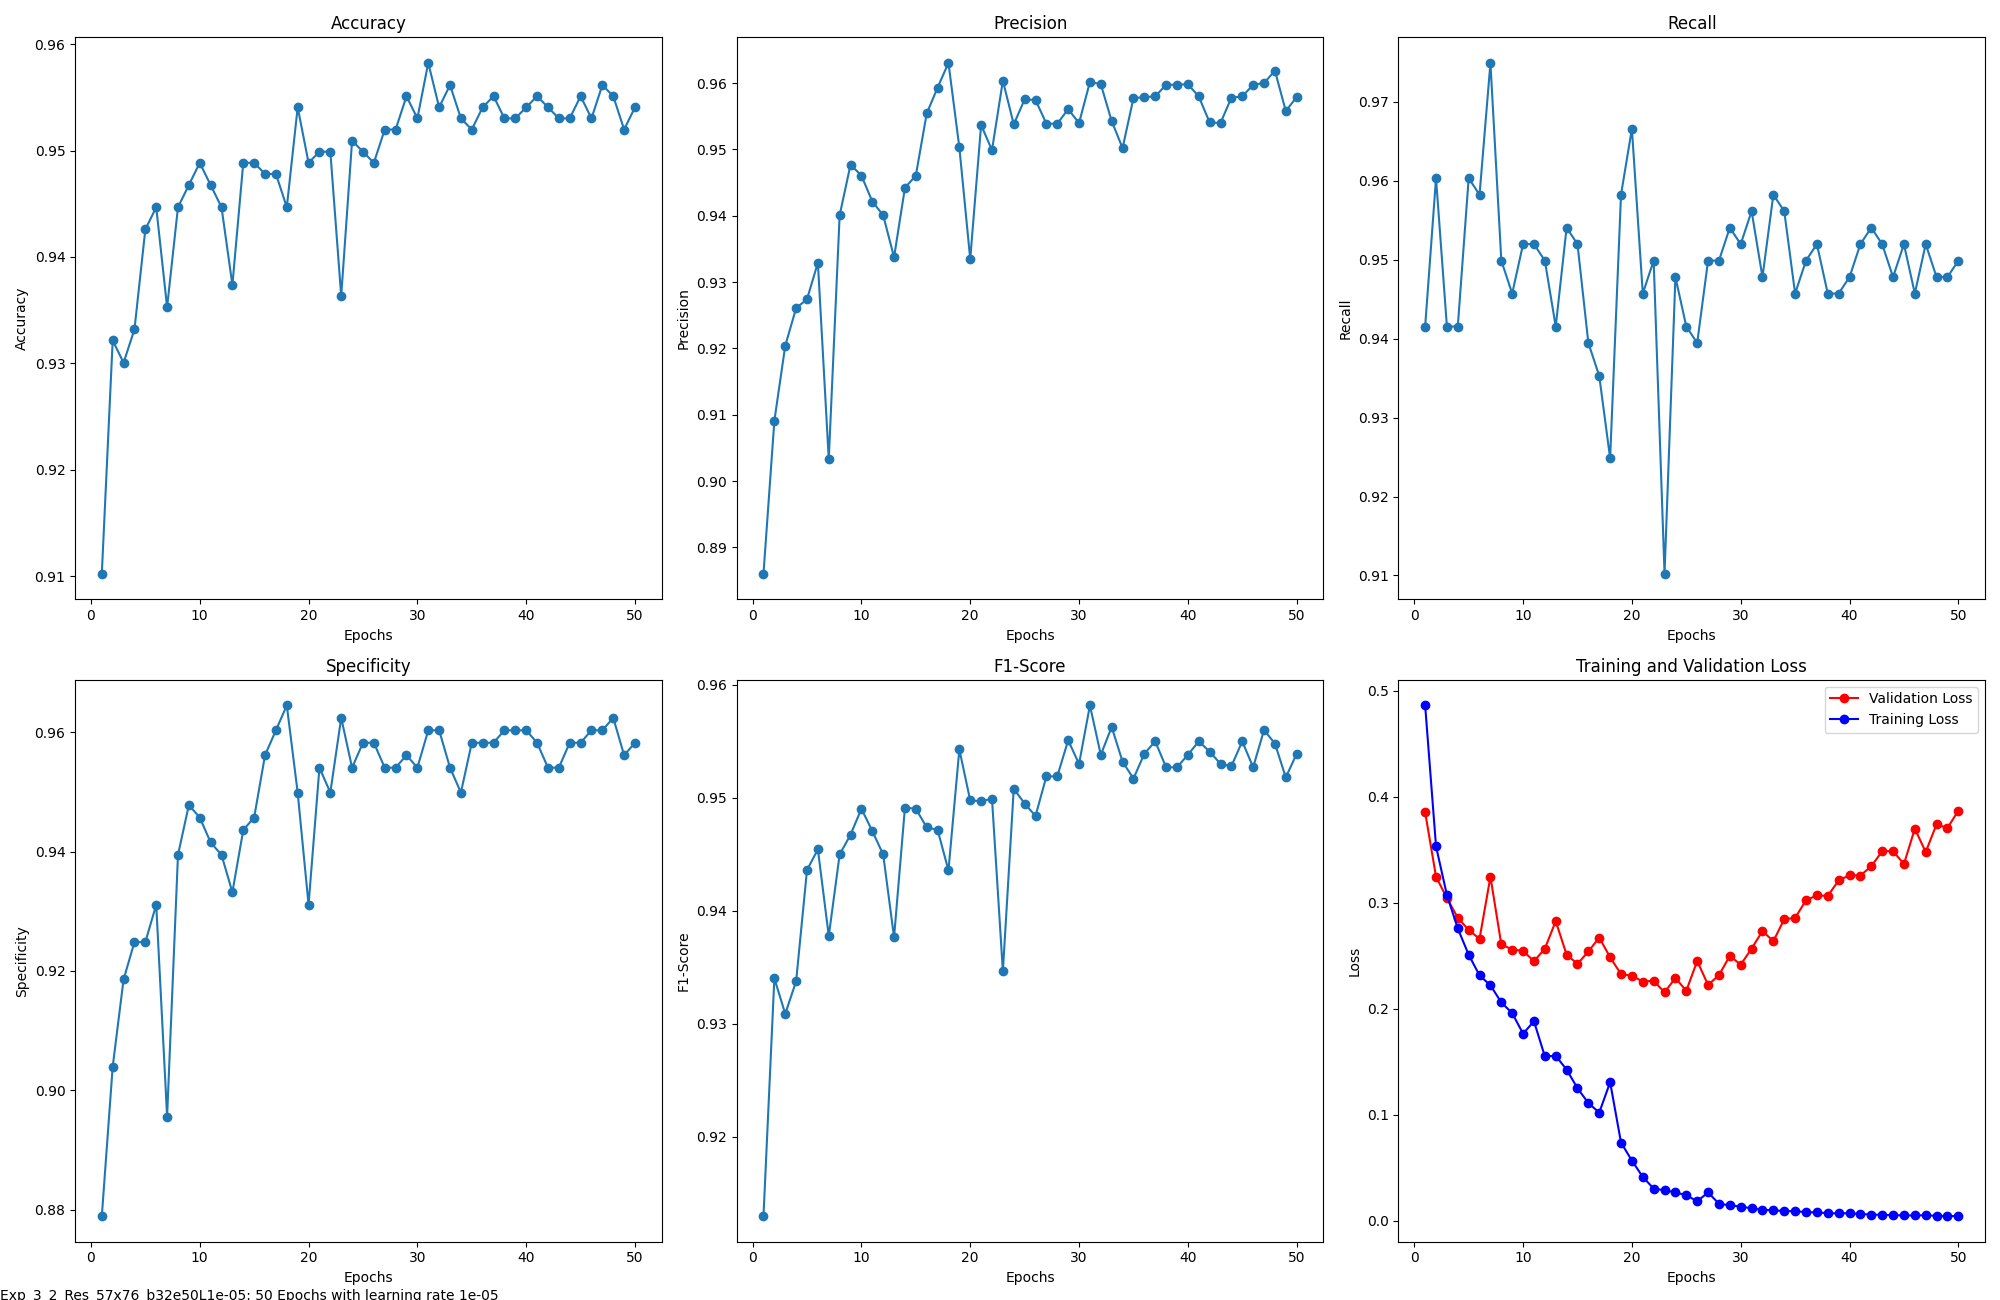 Accuracy
Precision
Recall
0.96
0.95
0.94
0.93
0.92
0.91
Accuracy
0 10 20 30 40 50
Epochs
0.96
0.95
0.94
0.93
0.92
0.91
0.90
0.89
Precision
0 10 20 30 40 50
Epochs
0.97
0.96
0.95
0.94
0.93
0.92
0.91
Recall
0 10 20 30 40 50
Epochs
Specificity
F1-Score
Training and Validation Loss
0.96
0.94
0.92
0.90
0.88
Specificity
0 10 20 30 40 50
Epochs
0.96
0.95
0.94
0.93
0.92
F1-Score
0 10 20 30 40 50
Epochs
Validation Loss
Training Loss
0.5
0.4
0.3
0.2
0.1
0.0
Loss
0 10 20 30 40 50
Epochs
Exp_3_2_Res_57x76_b32e50L1e-05: 50 Epochs with learning rate 1e-05